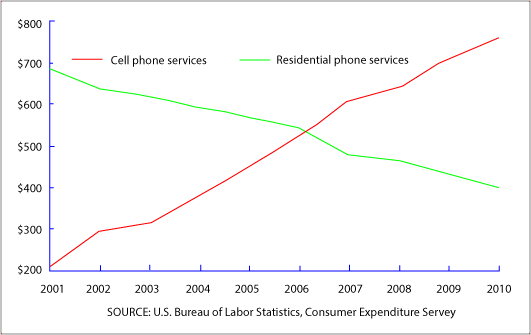 $800
Cell phone services
Residential phone services
$700
$600
$500
$400
$300
$200
2001 2002 2003 2004 2005 2006 2007 2008 2009 2010
SOURCE: U.S. Bureau of Labor Statistics, Consumer Expenditure Servey